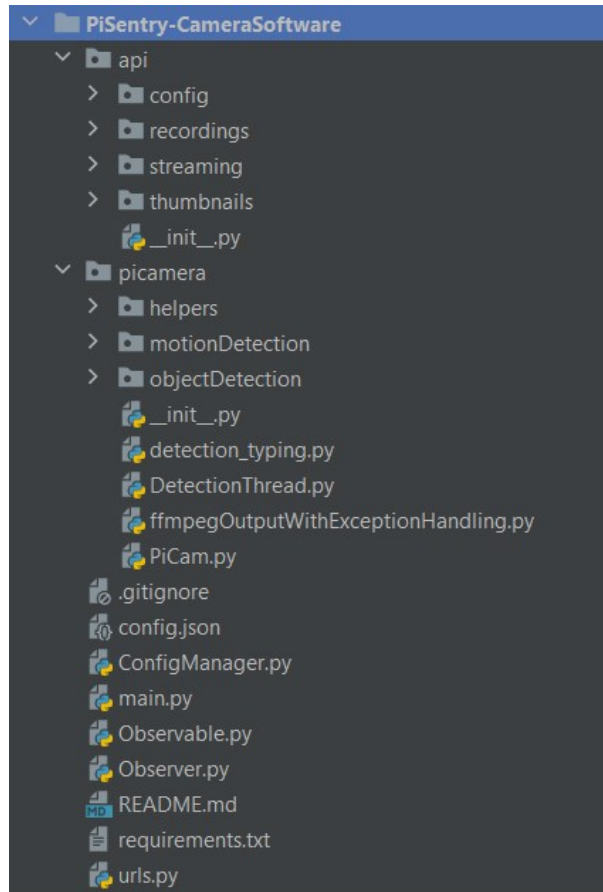 PiSentry-CameraSoftware
api
config
recordings
streaming
thumbnails
__init__.py
picamera
helpers
motionDetection
objectDetection
__init__.py
detection_typing.py
DetectionThread.py
ffmpegOutputWithExceptionHandling.py
PiCam.py
.gitignore
config.json
ConfigManager.py
main.py
Observable.py
Observer.py
MD README.md
requirements.txt
urls.py